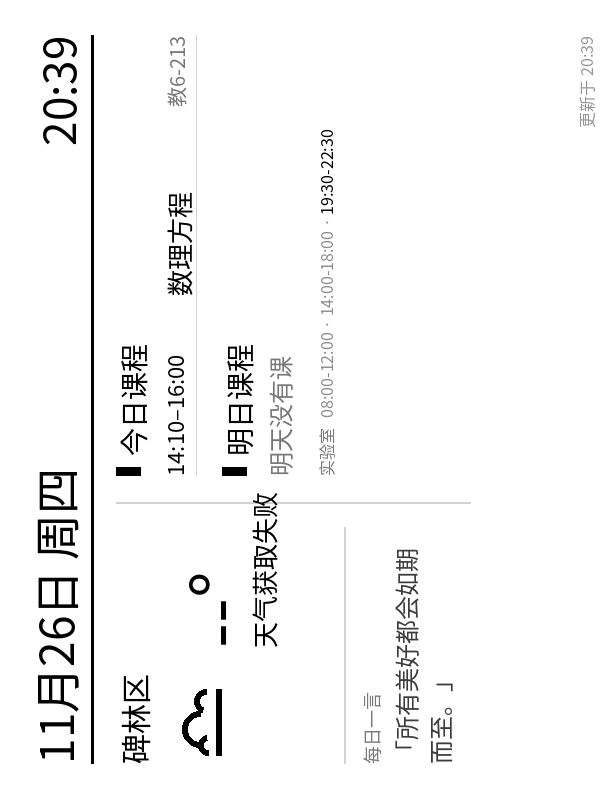 11月26日 周四
20:39
碑林区
--°
天气获取失败
每日一言
「所有美好都会如期
而至。」
今日课程
14:10–16:00 数理方程 教6-213
明日课程
明天没有课
实验室 08:00-12:00 · 14:00-18:00 · 19:30-22:30
更新于 20:39